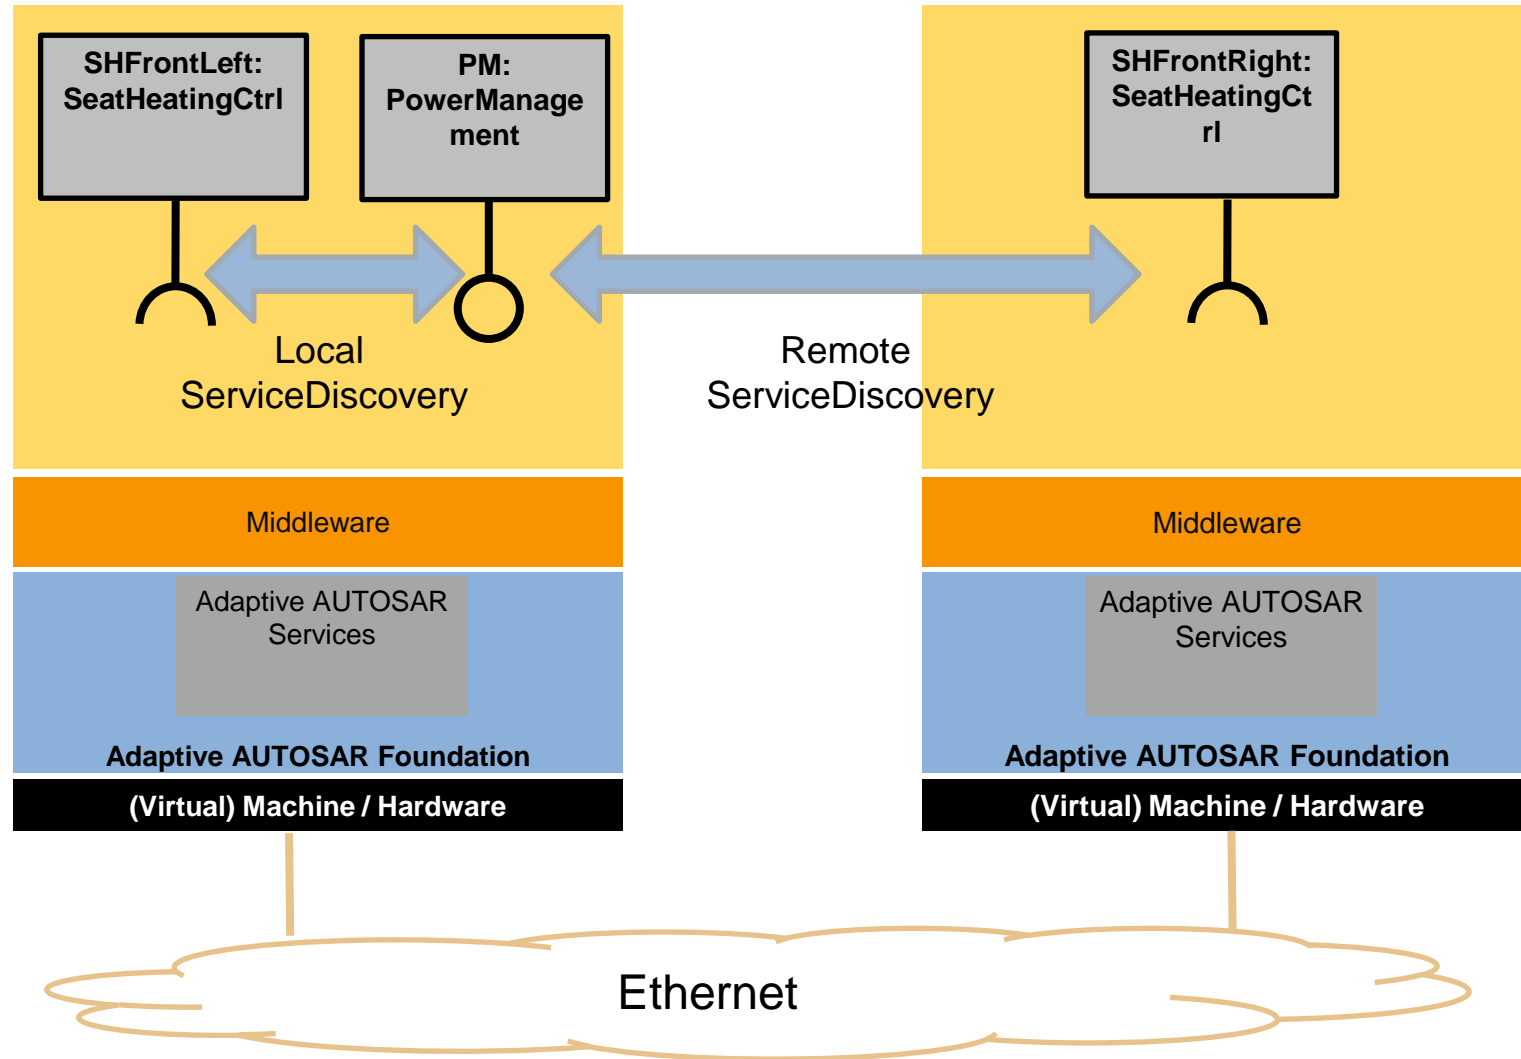 SHFrontLeft:
SeatHeatingCtrl
PM:
PowerManage
ment
SHFrontRight:
SeatHeatingCt
rl
Local
ServiceDiscovery
Remote
ServiceDiscovery
Middleware
Middleware
Adaptive AUTOSAR
Services
Adaptive AUTOSAR
Services
Adaptive AUTOSAR Foundation
Adaptive AUTOSAR Foundation
(Virtual) Machine / Hardware
(Virtual) Machine / Hardware
Ethernet